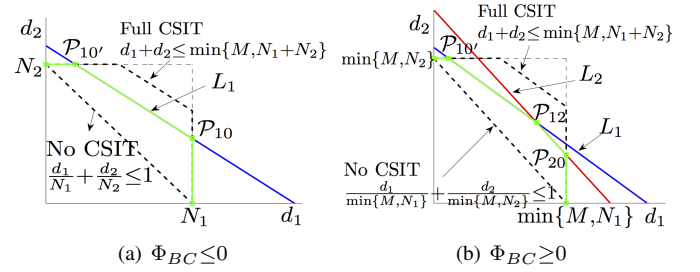 d₂
Full CSIT
d₁+d₂≤min{M,N₁+N₂}
𝒫₁₀′
N₂
L₁
𝒫₁₀
No CSIT
d₁/N₁ + d₂/N₂ ≤1
N₁
d₁
(a) Φ_BC≤0
d₂
Full CSIT
d₁+d₂≤min{M,N₁+N₂}
𝒫₁₀′
min{M,N₂}
L₂
𝒫₁₂
L₁
𝒫₂₀
No CSIT
d₁/min{M,N₁} + d₂/min{M,N₂} ≤1
min{M,N₁}
d₁
(b) Φ_BC≥0